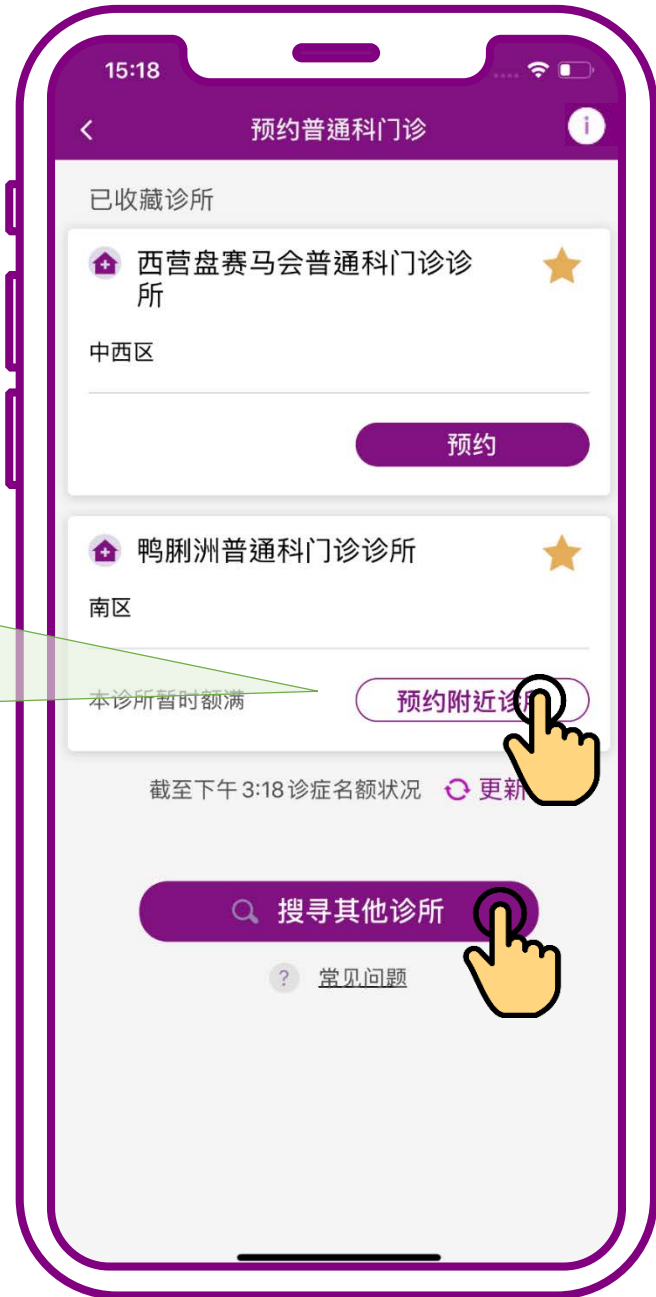 15:18
预约普通科门诊
i
已收藏诊所
西营盘赛马会普通科门诊诊
所
中西区
预约
鸭脷洲普通科门诊诊所
南区
本诊所暂时额满
预约附近诊所
截至下午3:18诊症名额状况 更新
搜寻其他诊所
? 常见问题